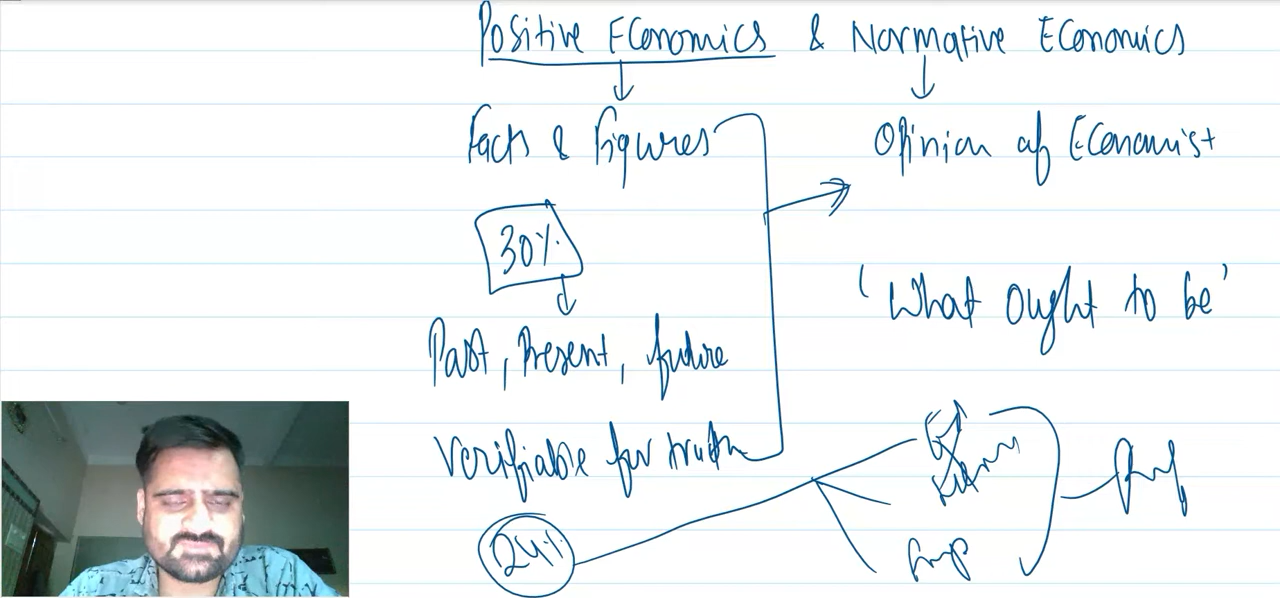 Positive Economics & Normative Economics
Facts & Figures
Opinion of Economist
30%
'What ought to be'
Past, Present, future
Verifiable for truth
24%